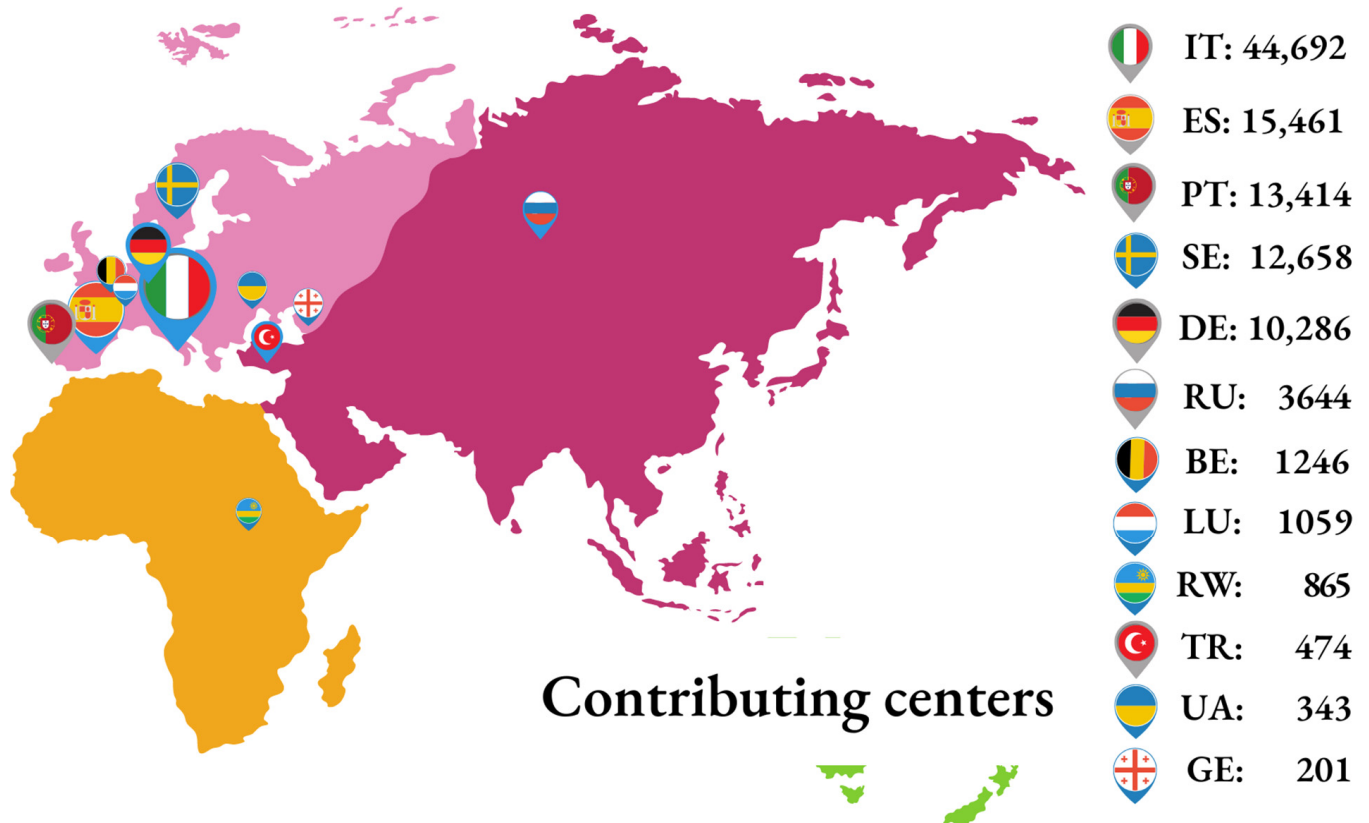 IT: 44,692
ES: 15,461
PT: 13,414
SE: 12,658
DE: 10,286
RU: 3644
BE: 1246
LU: 1059
RW: 865
TR: 474
UA: 343
GE: 201
Contributing centers